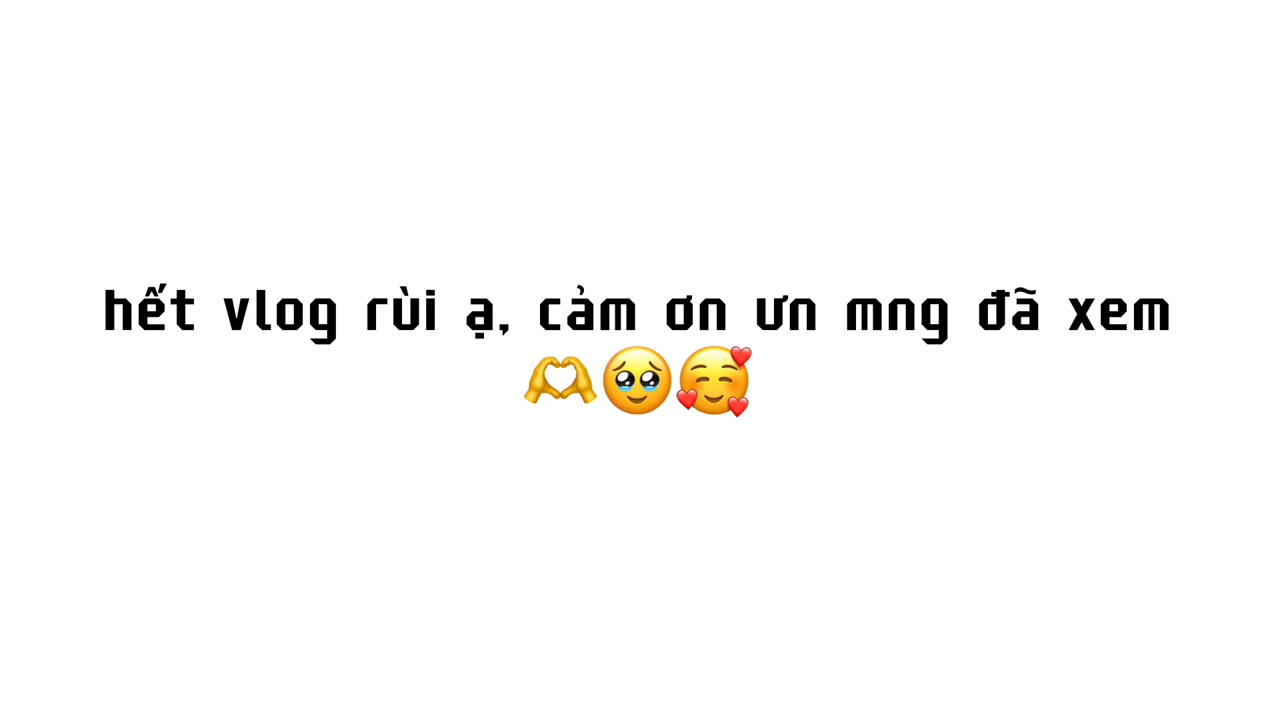 hết vlog rùi ạ, cảm ơn ưn mng đã xem
🫶🥹🥰